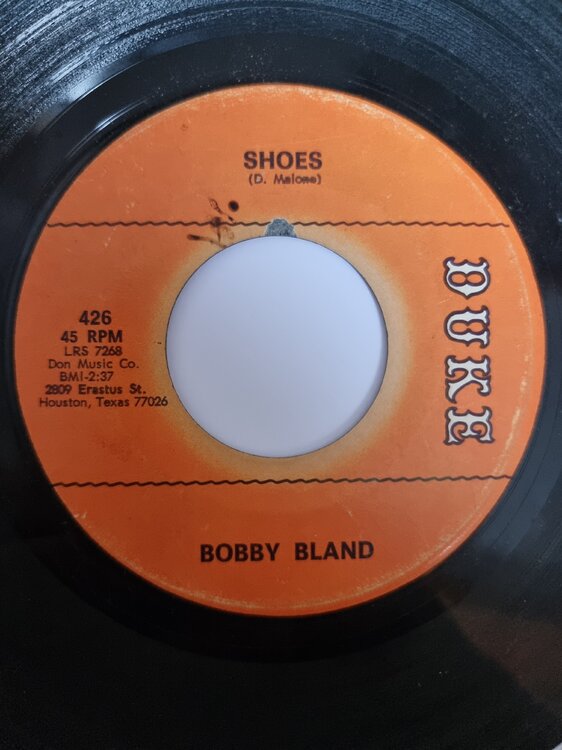 SHOES
(D. Malone)
426
45 RPM
LRS 7268
Don Music Co.
BMI-2:37
2809 Erastus St.
Houston, Texas 77026
DUKE
BOBBY BLAND